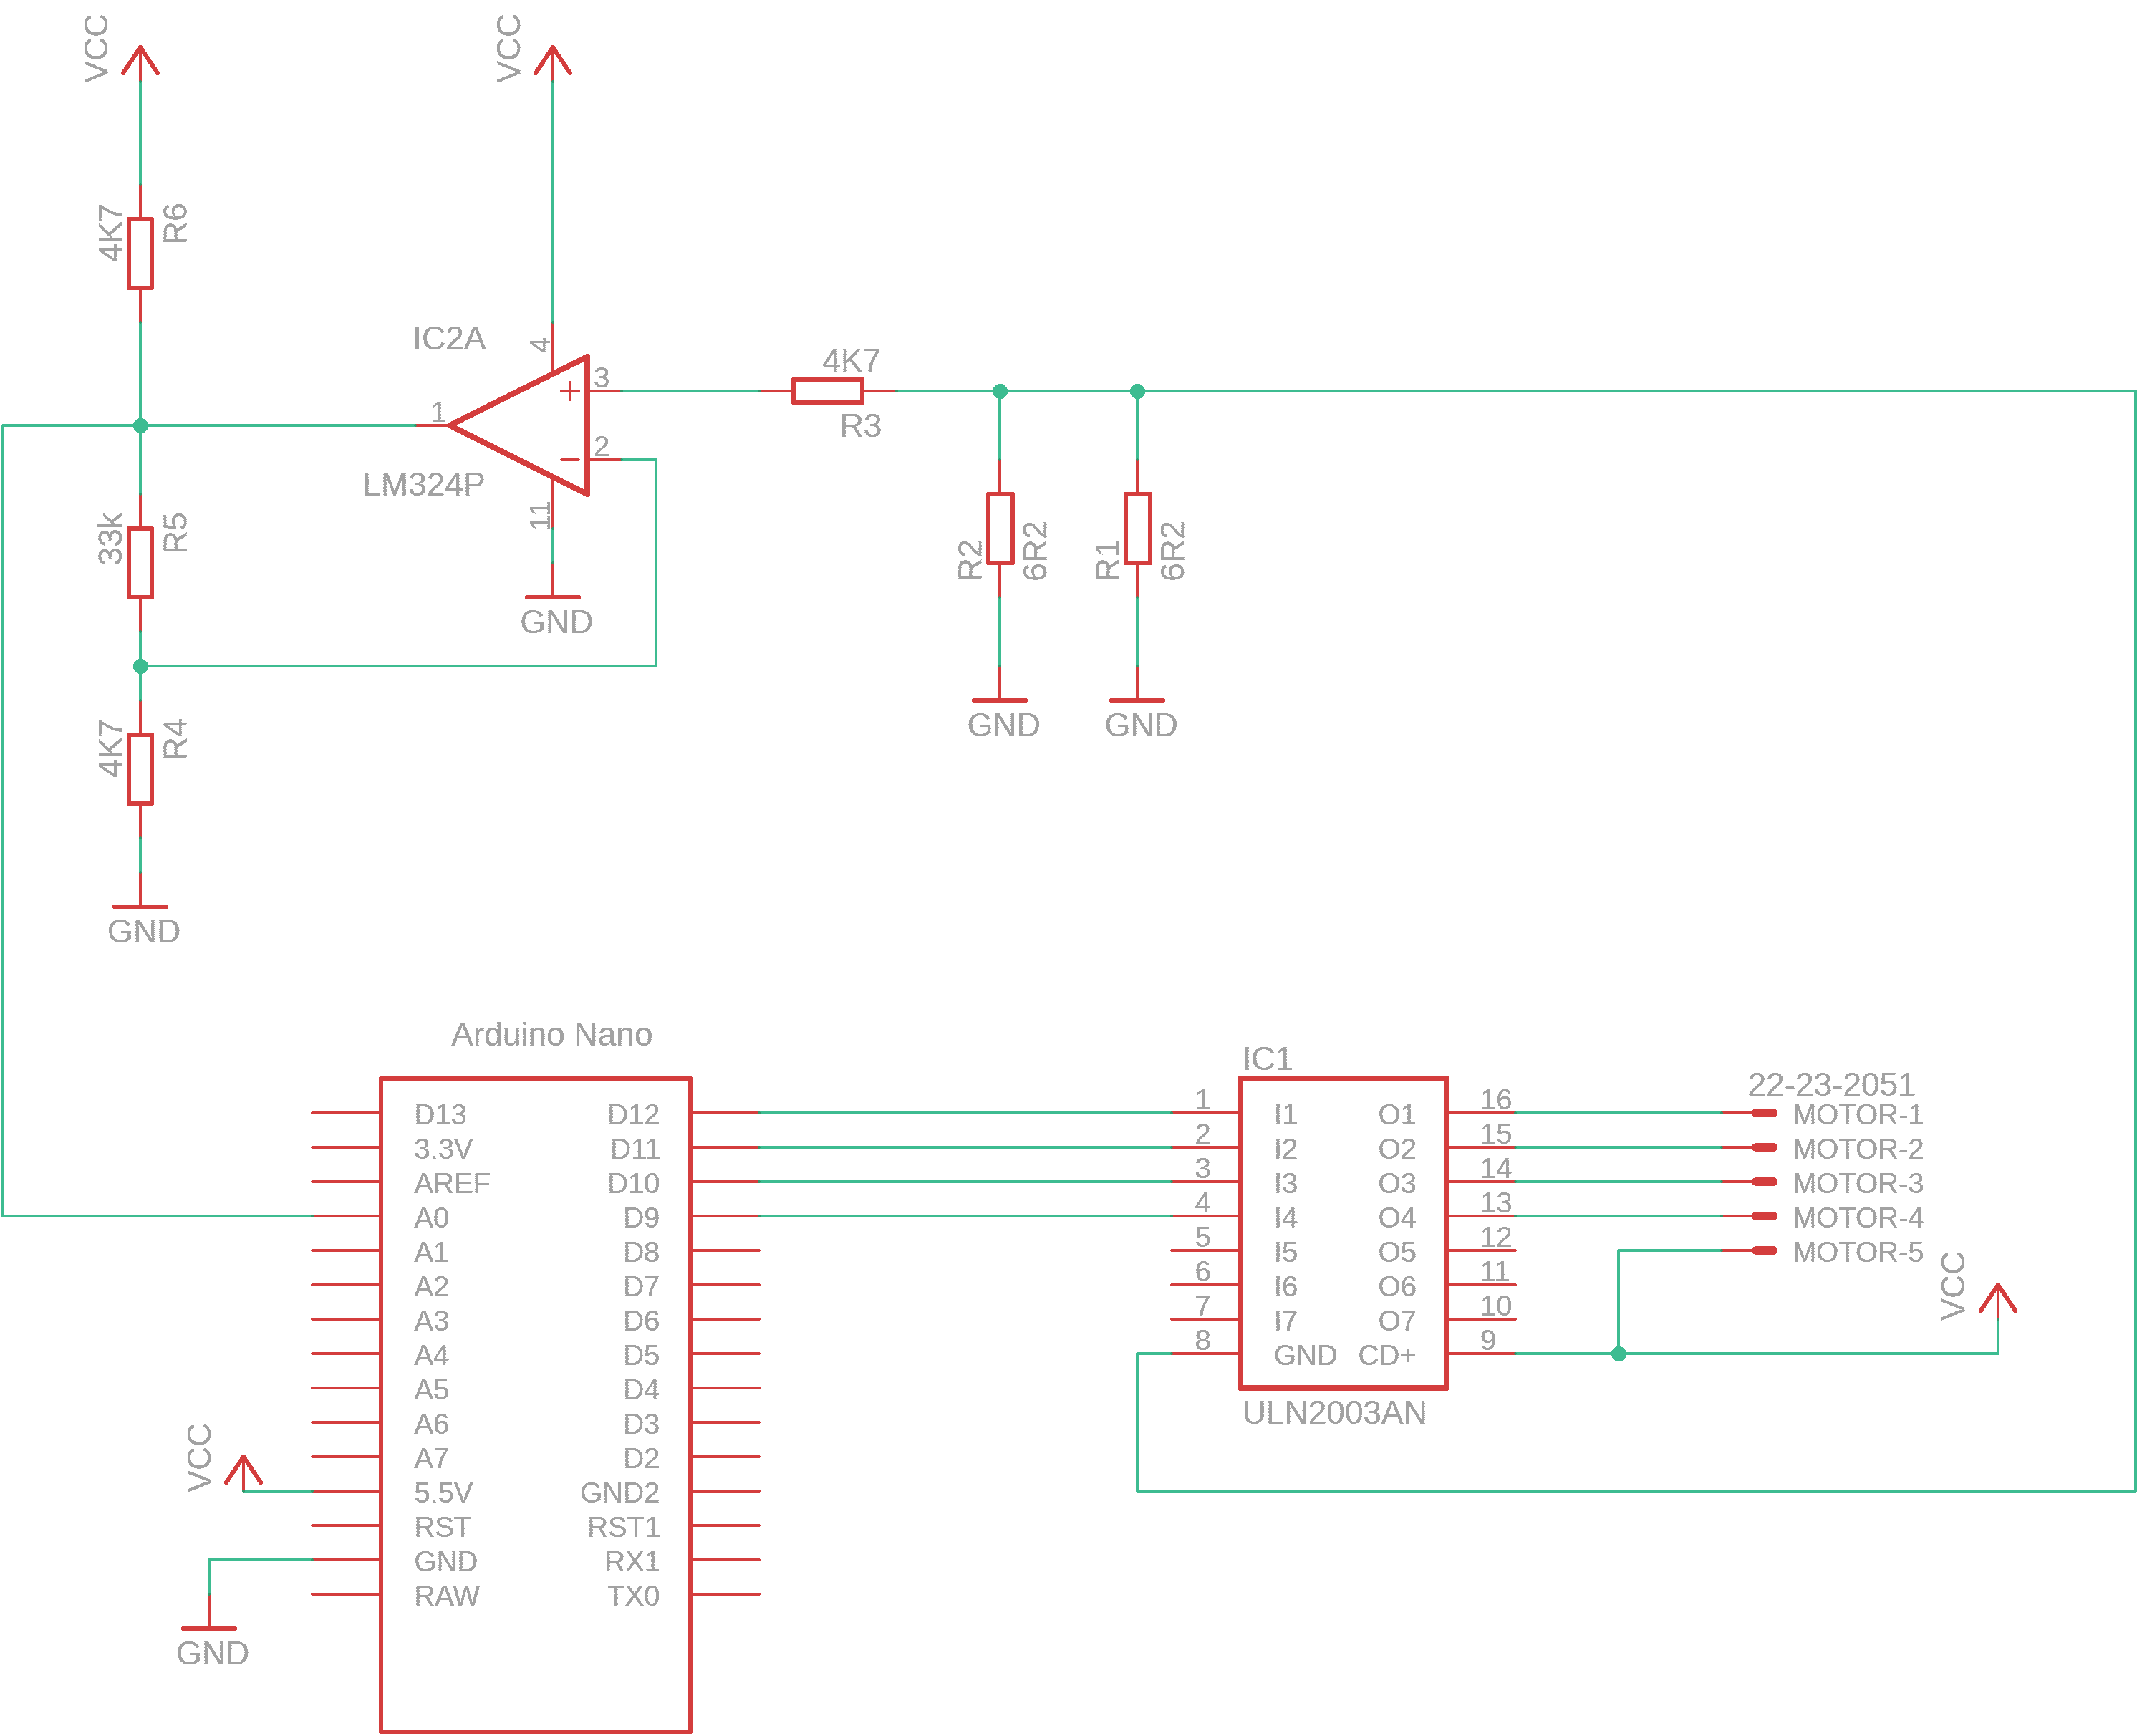 VCC
VCC
4K7
R6
IC2A
4
3
1
2
LM324P
11
GND
4K7
R3
33k
R5
R2
6R2
R1
6R2
GND
GND
4K7
R4
GND
Arduino Nano
D13
3.3V
AREF
A0
A1
A2
A3
A4
A5
A6
A7
5.5V
RST
GND
RAW
D12
D11
D10
D9
D8
D7
D6
D5
D4
D3
D2
GND2
RST1
RX1
TX0
VCC
GND
IC1
1
2
3
4
5
6
7
8
I1
I2
I3
I4
I5
I6
I7
GND
O1
O2
O3
O4
O5
O6
O7
CD+
16
15
14
13
12
11
10
9
ULN2003AN
22-23-2051
MOTOR-1
MOTOR-2
MOTOR-3
MOTOR-4
MOTOR-5
VCC